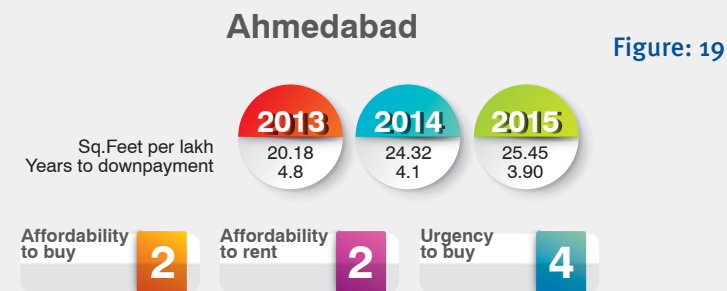 Ahmedabad
Figure: 19
2013 2014 2015
Sq.Feet per lakh 20.18 24.32 25.45
Years to downpayment 4.8 4.1 3.90
Affordability
to buy
2
Affordability
to rent
2
Urgency
to buy
4